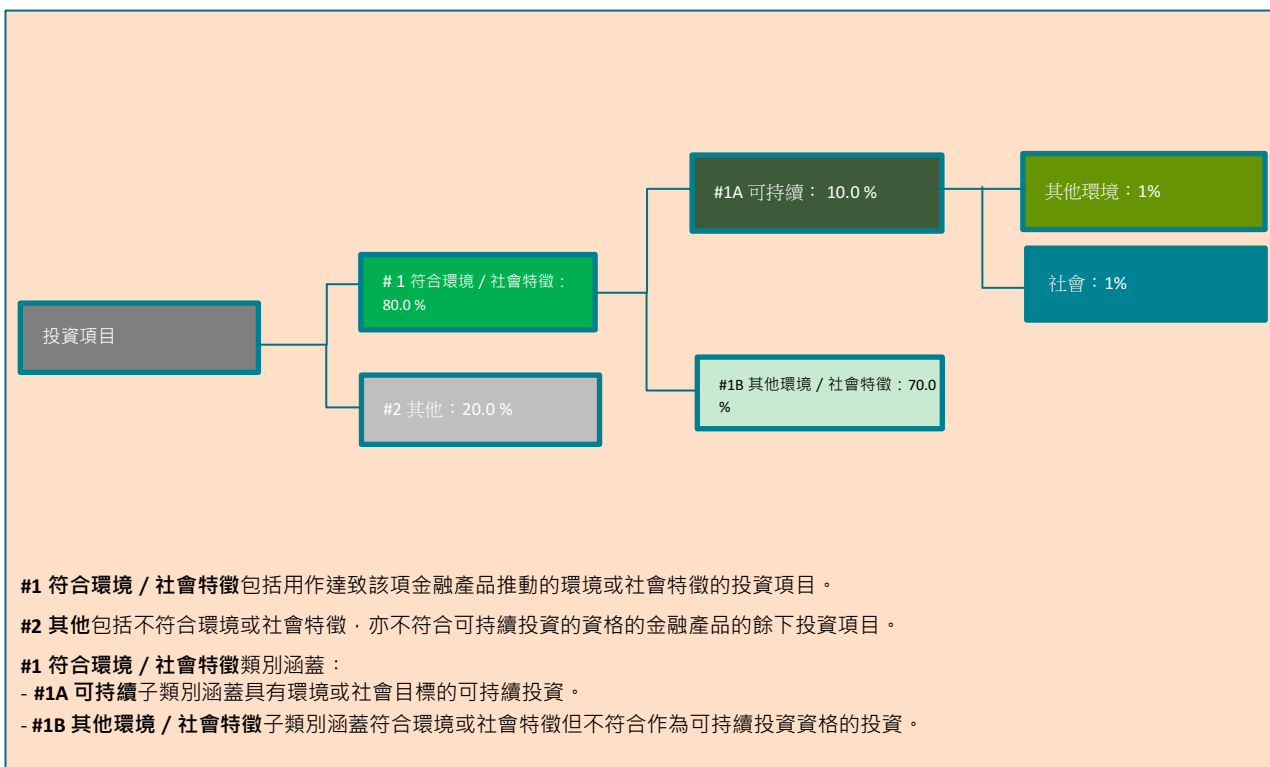 #1A 可持續： 10.0 %
其他環境：1%
# 1 符合環境 / 社會特徵：
80.0 %
社會：1%
投資項目
#1B 其他環境 / 社會特徵：70.0
%
#2 其他：20.0 %
#1 符合環境 / 社會特徵包括用作達致該項金融產品推動的環境或社會特徵的投資項目。
#2 其他包括不符合環境或社會特徵，亦不符合可持續投資的資格的金融產品的餘下投資項目。
#1 符合環境 / 社會特徵類別涵蓋：
- #1A 可持續子類別涵蓋具有環境或社會目標的可持續投資。
- #1B 其他環境 / 社會特徵子類別涵蓋符合環境或社會特徵但不符合作為可持續投資資格的投資。